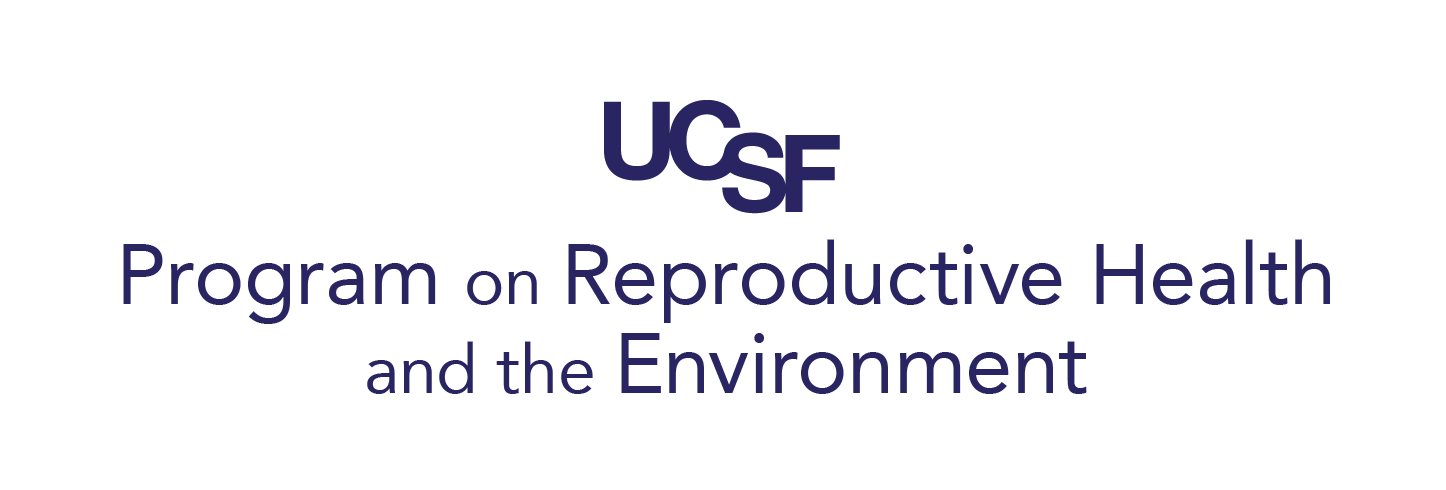 UCSF
Program on Reproductive Health
and the Environment